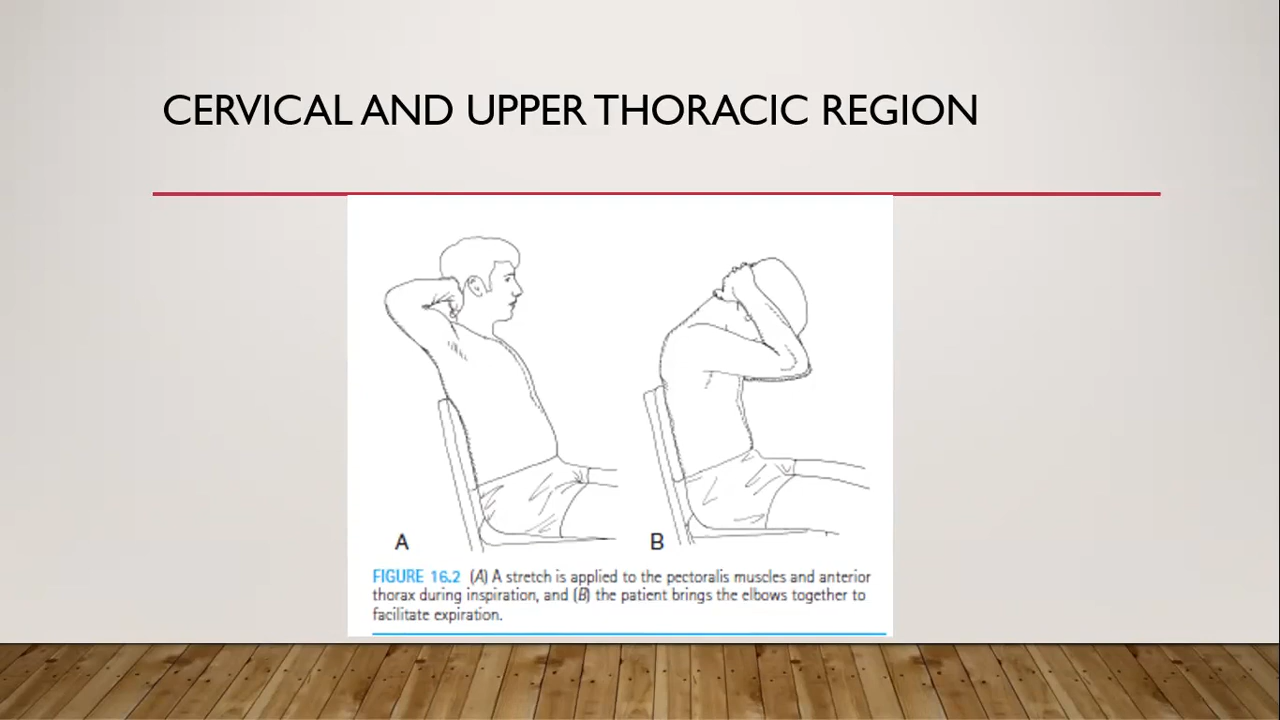 CERVICAL AND UPPER THORACIC REGION
A
B
FIGURE 16.2 (A) A stretch is applied to the pectoralis muscles and anterior
thorax during inspiration, and (B) the patient brings the elbows together to
facilitate expiration.